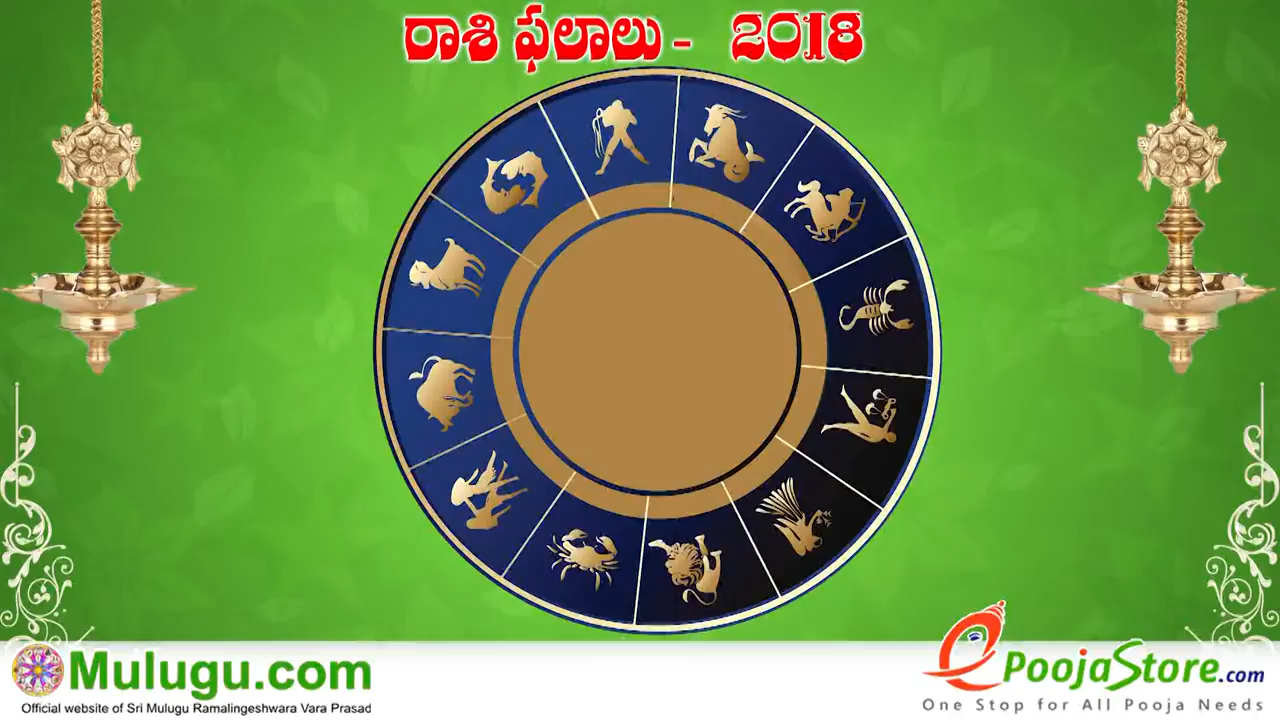 రాశి ఫలాలు - 2018
Mulugu.com
Official website of Sri Mulugu Ramalingeshwara Vara Prasad
ePoojaStore.com
One Stop for All Pooja Needs